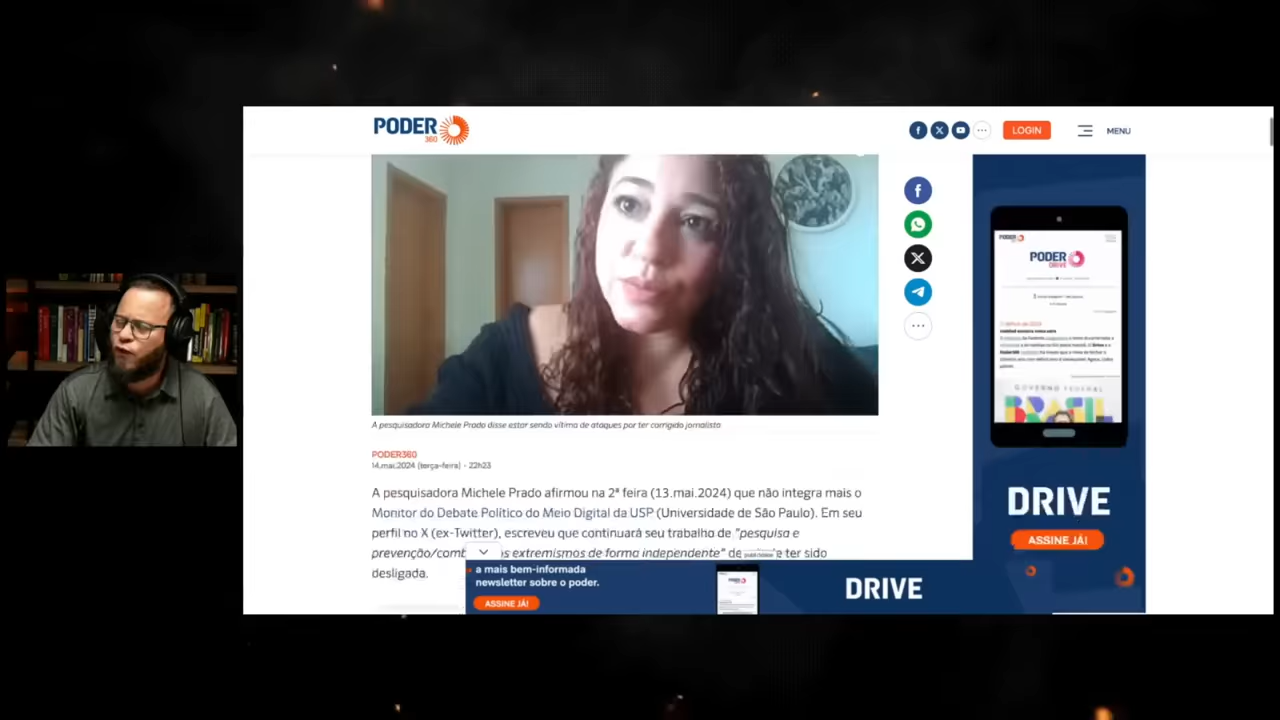 PODER
360
LOGIN
MENU
A pesquisadora Michele Prado disse estar sendo vítima de ataques por ter corrigido jornalista
PODER360
14.mai.2024 (terça-feira) - 22h23
A pesquisadora Michele Prado afirmou na 2ª feira (13.mai.2024) que não integra mais o
Monitor do Debate Político do Meio Digital da USP (Universidade de São Paulo). Em seu
perfil no X (ex-Twitter), escreveu que continuará seu trabalho de "pesquisa e
prevenção/comb os extremismos de forma independente" de ter sido
desligada.
publicidade
a mais bem-informada
newsletter sobre o poder.
ASSINE JÁ!
DRIVE
PODER
DRIVE
GOVERNO FEDERAL
BRASIL
DRIVE
ASSINE JÁ!